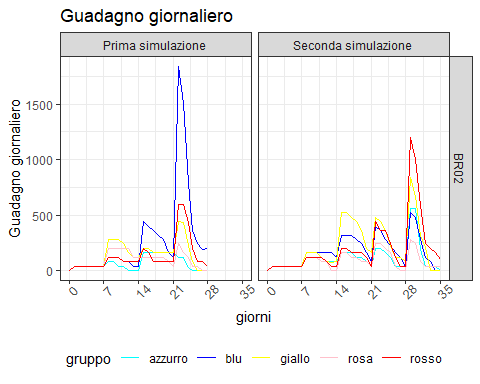 Guadagno giornaliero
Prima simulazione
Seconda simulazione
Guadagno giornaliero
1500
1000
500
0
BR02
0 7 14 21 28 35
0 7 14 21 28 35
giorni
gruppo azzurro blu giallo rosa rosso